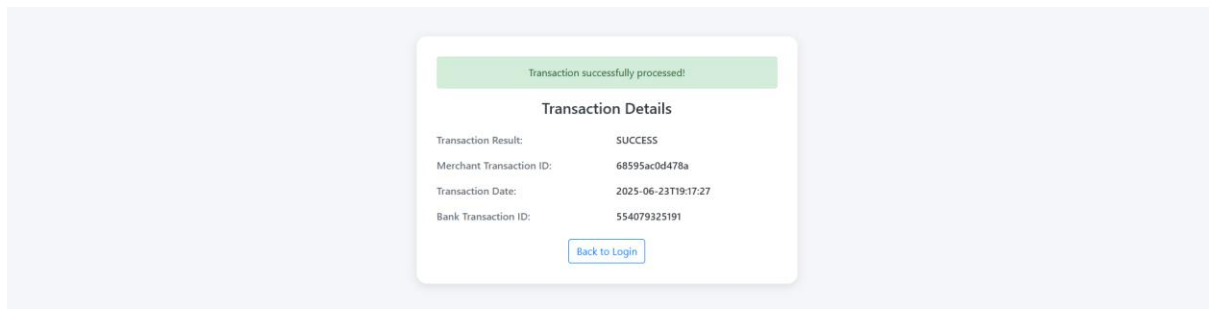 Transaction successfully processed!
Transaction Details
Transaction Result: SUCCESS
Merchant Transaction ID: 68595ac0d478a
Transaction Date: 2025-06-23T19:17:27
Bank Transaction ID: 554079325191
Back to Login